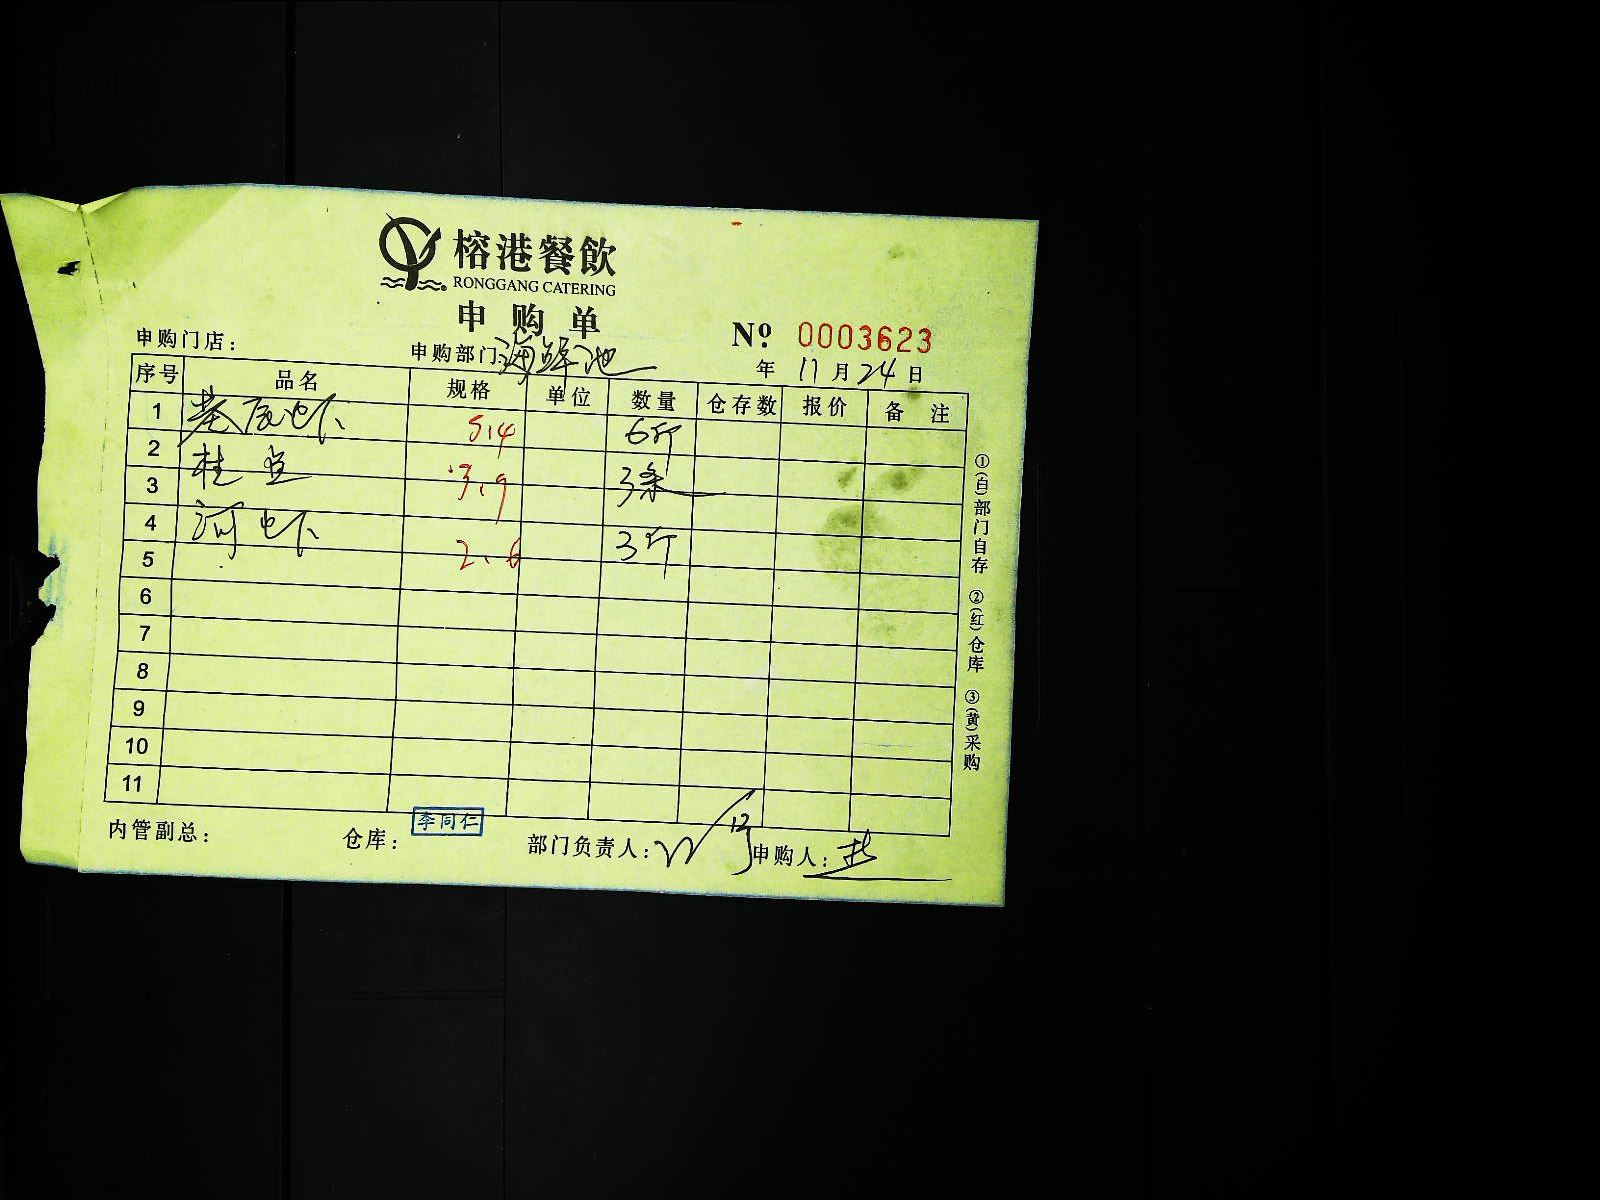 榕港餐飲
RONGGANG CATERING
申购单
№ 0003623
申购门店： 申购部门：海鲜池 年 11 月 24 日
序号 品名 规格 单位 数量 仓存数 报价 备注
1 基尾虾 5.4 6斤
2 桂鱼
3 3.9 3条
4 河虾
5 2.6 3斤
6
7
8
9
10
11
①(白)部门自存 ②(红)仓库 ③(黄)采购
内管副总： 仓库：李同仁 部门负责人： 申购人：